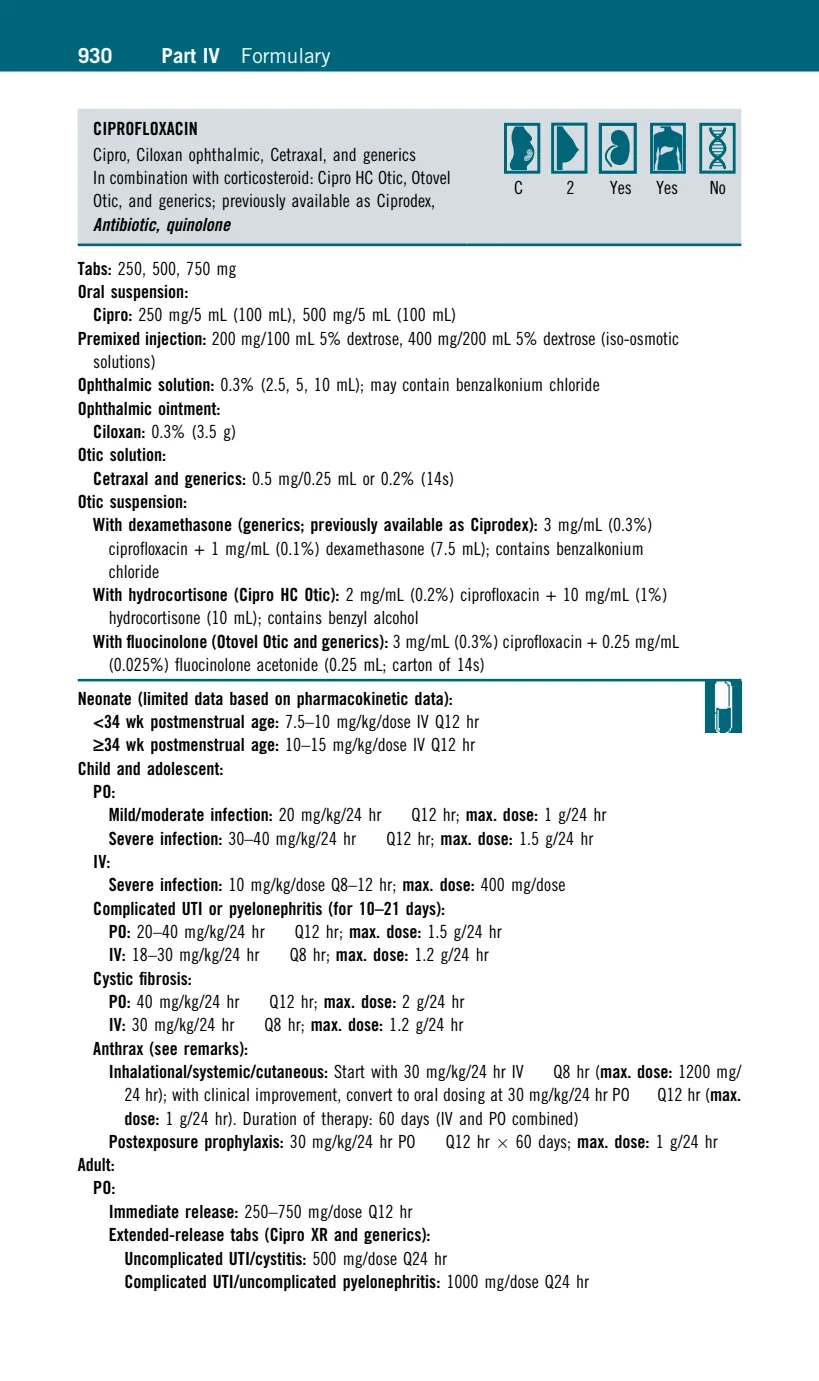 930 Part IV Formulary
CIPROFLOXACIN
Cipro, Ciloxan ophthalmic, Cetraxal, and generics
In combination with corticosteroid: Cipro HC Otic, Otovel
Otic, and generics; previously available as Ciprodex,
Antibiotic, quinolone
C 2 Yes Yes No
Tabs: 250, 500, 750 mg
Oral suspension:
Cipro: 250 mg/5 mL (100 mL), 500 mg/5 mL (100 mL)
Premixed injection: 200 mg/100 mL 5% dextrose, 400 mg/200 mL 5% dextrose (iso-osmotic
solutions)
Ophthalmic solution: 0.3% (2.5, 5, 10 mL); may contain benzalkonium chloride
Ophthalmic ointment:
Ciloxan: 0.3% (3.5 g)
Otic solution:
Cetraxal and generics: 0.5 mg/0.25 mL or 0.2% (14s)
Otic suspension:
With dexamethasone (generics; previously available as Ciprodex): 3 mg/mL (0.3%)
ciprofloxacin + 1 mg/mL (0.1%) dexamethasone (7.5 mL); contains benzalkonium
chloride
With hydrocortisone (Cipro HC Otic): 2 mg/mL (0.2%) ciprofloxacin + 10 mg/mL (1%)
hydrocortisone (10 mL); contains benzyl alcohol
With fluocinolone (Otovel Otic and generics): 3 mg/mL (0.3%) ciprofloxacin + 0.25 mg/mL
(0.025%) fluocinolone acetonide (0.25 mL; carton of 14s)
Neonate (limited data based on pharmacokinetic data):
<34 wk postmenstrual age: 7.5–10 mg/kg/dose IV Q12 hr
≥34 wk postmenstrual age: 10–15 mg/kg/dose IV Q12 hr
Child and adolescent:
PO:
Mild/moderate infection: 20 mg/kg/24 hr Q12 hr; max. dose: 1 g/24 hr
Severe infection: 30–40 mg/kg/24 hr Q12 hr; max. dose: 1.5 g/24 hr
IV:
Severe infection: 10 mg/kg/dose Q8–12 hr; max. dose: 400 mg/dose
Complicated UTI or pyelonephritis (for 10–21 days):
PO: 20–40 mg/kg/24 hr Q12 hr; max. dose: 1.5 g/24 hr
IV: 18–30 mg/kg/24 hr Q8 hr; max. dose: 1.2 g/24 hr
Cystic fibrosis:
PO: 40 mg/kg/24 hr Q12 hr; max. dose: 2 g/24 hr
IV: 30 mg/kg/24 hr Q8 hr; max. dose: 1.2 g/24 hr
Anthrax (see remarks):
Inhalational/systemic/cutaneous: Start with 30 mg/kg/24 hr IV Q8 hr (max. dose: 1200 mg/
24 hr); with clinical improvement, convert to oral dosing at 30 mg/kg/24 hr PO Q12 hr (max.
dose: 1 g/24 hr). Duration of therapy: 60 days (IV and PO combined)
Postexposure prophylaxis: 30 mg/kg/24 hr PO Q12 hr × 60 days; max. dose: 1 g/24 hr
Adult:
PO:
Immediate release: 250–750 mg/dose Q12 hr
Extended-release tabs (Cipro XR and generics):
Uncomplicated UTI/cystitis: 500 mg/dose Q24 hr
Complicated UTI/uncomplicated pyelonephritis: 1000 mg/dose Q24 hr